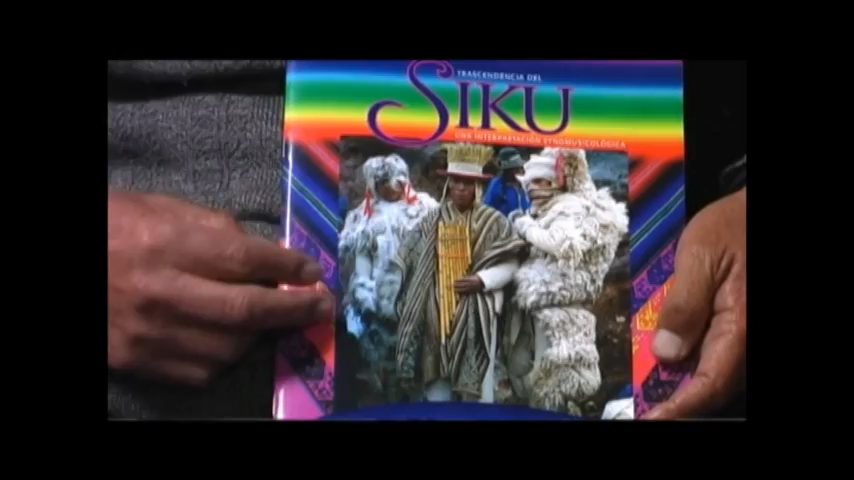 TRASCENDENCIA DEL
SIKU
UNA INTERPRETACIÓN ETNOMUSICOLÓGICA